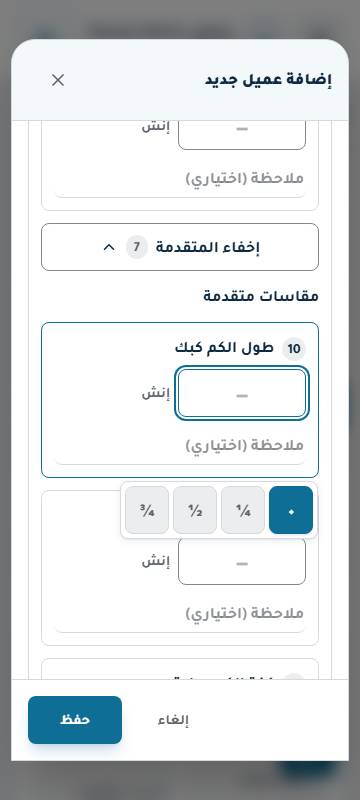 إضافة عميل جديد
— إنش
ملاحظة (اختياري)
إخفاء المتقدمة 7
مقاسات متقدمة
10 طول الكم كبك
— إنش
ملاحظة (اختياري)
٠ ¼ ½ ¾
— إنش
ملاحظة (اختياري)
إلغاء
حفظ